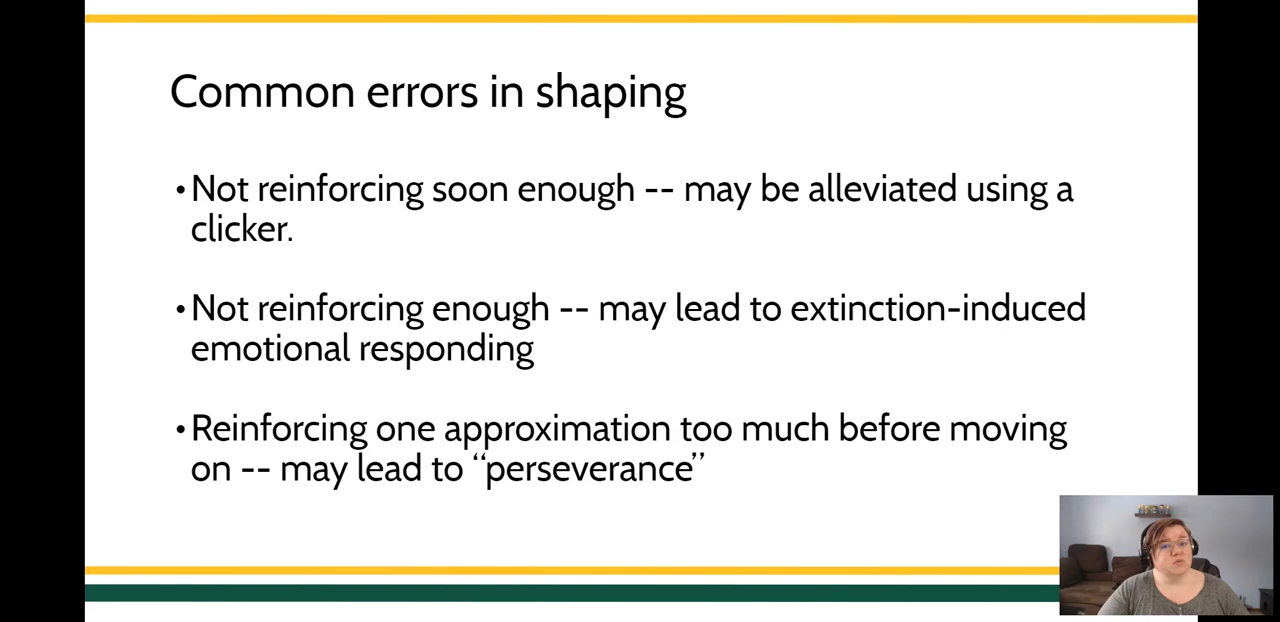 Common errors in shaping
•Not reinforcing soon enough -- may be alleviated using a
clicker.
•Not reinforcing enough -- may lead to extinction-induced
emotional responding
•Reinforcing one approximation too much before moving
on -- may lead to “perseverance”